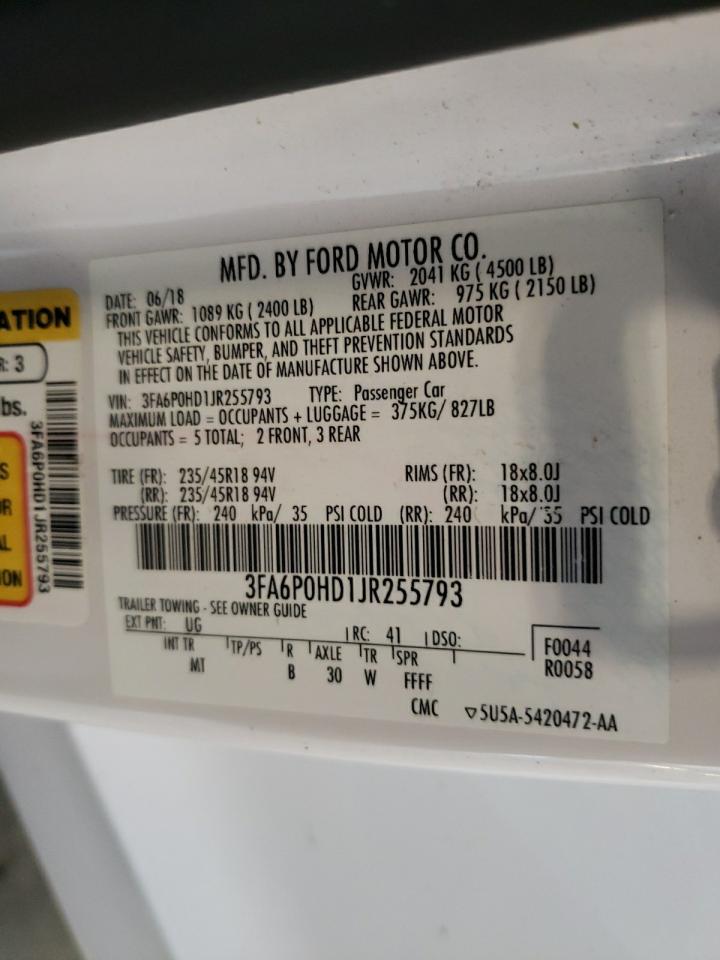 MFD. BY FORD MOTOR CO.
DATE: 06/18 GVWR: 2041 KG ( 4500 LB)
FRONT GAWR: 1089 KG ( 2400 LB) REAR GAWR: 975 KG ( 2150 LB)
THIS VEHICLE CONFORMS TO ALL APPLICABLE FEDERAL MOTOR
VEHICLE SAFETY, BUMPER, AND THEFT PREVENTION STANDARDS
IN EFFECT ON THE DATE OF MANUFACTURE SHOWN ABOVE.
VIN: 3FA6P0HD1JR255793 TYPE: Passenger Car
MAXIMUM LOAD = OCCUPANTS + LUGGAGE = 375KG/ 827LB
OCCUPANTS = 5 TOTAL; 2 FRONT, 3 REAR
TIRE (FR): 235/45R18 94V RIMS (FR): 18x8.0J
(RR): 235/45R18 94V (RR): 18x8.0J
PRESSURE (FR): 240 kPa/ 35 PSI COLD (RR): 240 kPa/ 35 PSI COLD
3FA6P0HD1JR255793
TRAILER TOWING - SEE OWNER GUIDE
EXT PNT: UG RC: 41 DSO:
INT TR TP/PS R AXLE TR SPR
MT B 30 W FFFF
F0044
R0058
CMC ▽5U5A-5420472-AA
ATION
R: 3
bs.
3FA6P0HD1JR255793
S
OR
AL
ION